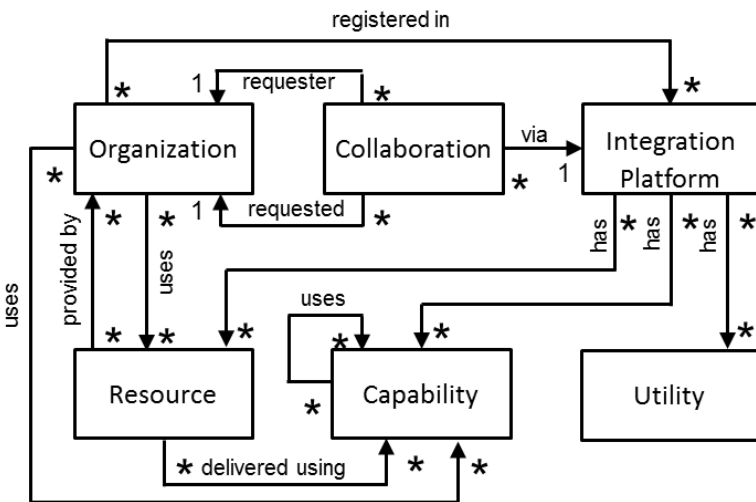 registered in
1 requester
* * *
Organization
Collaboration
via
Integration
Platform
* * 1
1 requested
* * *
has * has * has *
uses
provided by
uses
uses
* * *
* * *
Resource
Capability
Utility
*
* delivered using * *